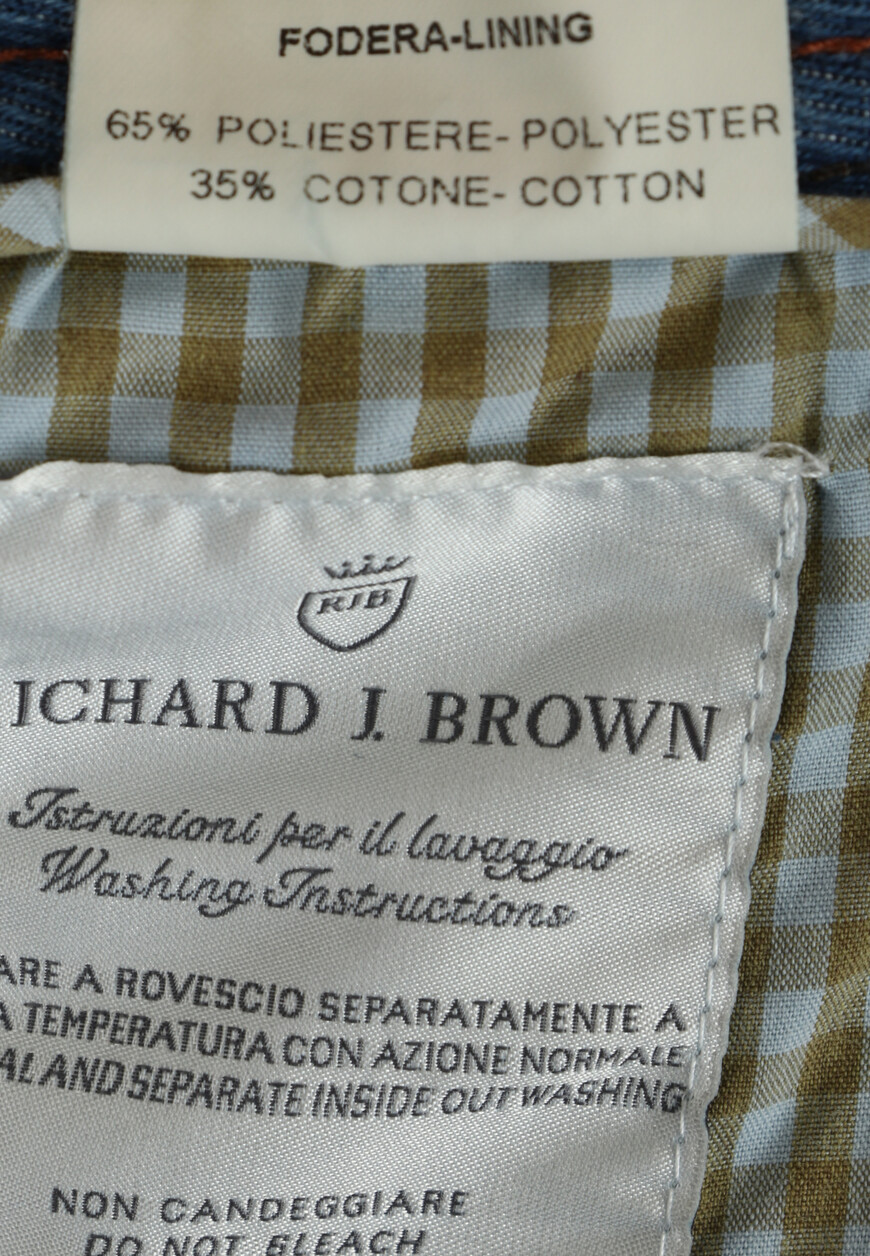 FODERA-LINING
65% POLIESTERE-POLYESTER
35% COTONE-COTTON
RJB
ICHARD J. BROWN
Istruzioni per il lavaggio
Washing Instructions
ARE A ROVESCIO SEPARATAMENTE A
A TEMPERATURA CON AZIONE NORMALE
AL AND SEPARATE INSIDE OUT WASHING
NON CANDEGGIARE
DO NOT BLEACH